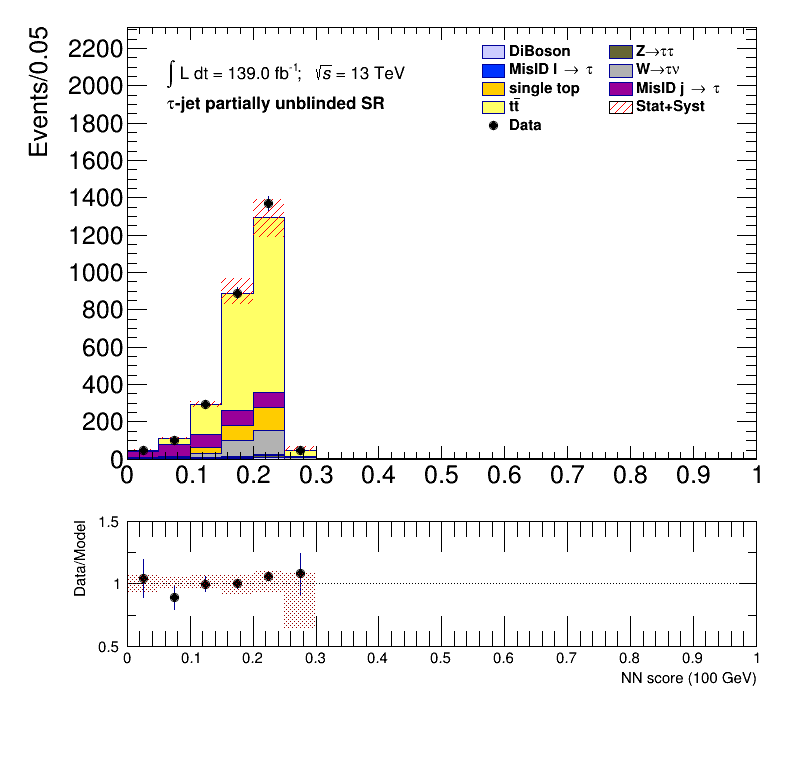 Events/0.05
2200
2000
1800
1600
1400
1200
1000
800
600
400
200
0
∫ L dt = 139.0 fb⁻¹; √s = 13 TeV
τ-jet partially unblinded SR
DiBoson
MisID l → τ
single top
tt̄
Data
Z→ττ
W→τν
MisID j → τ
Stat+Syst
0 0.1 0.2 0.3 0.4 0.5 0.6 0.7 0.8 0.9 1
Data/Model
1.5
1
0.5
0 0.1 0.2 0.3 0.4 0.5 0.6 0.7 0.8 0.9 1
NN score (100 GeV)